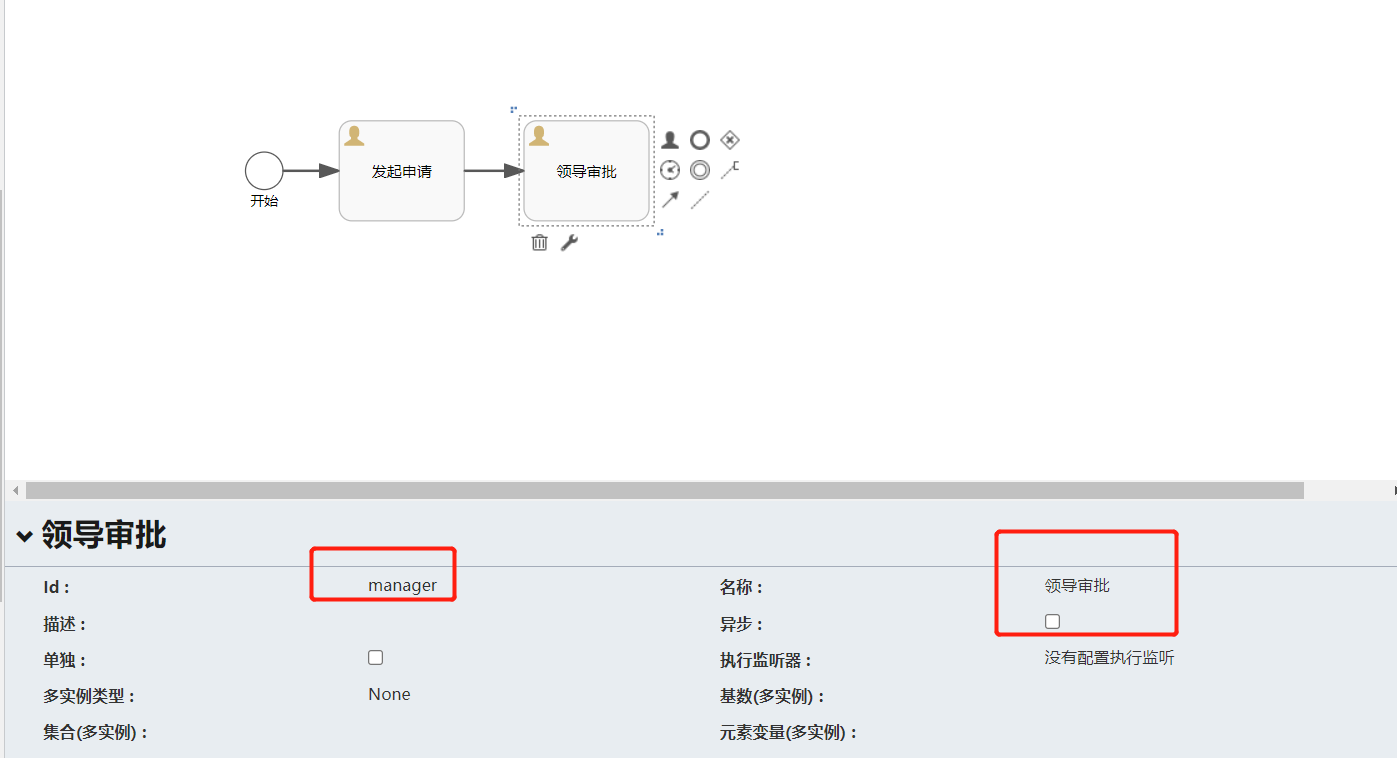 发起申请
领导审批
开始
领导审批
Id :
manager
名称 :
领导审批
描述 :
异步 :
单独 :
执行监听器 :
没有配置执行监听
多实例类型 :
None
基数(多实例) :
集合(多实例) :
元素变量(多实例) :